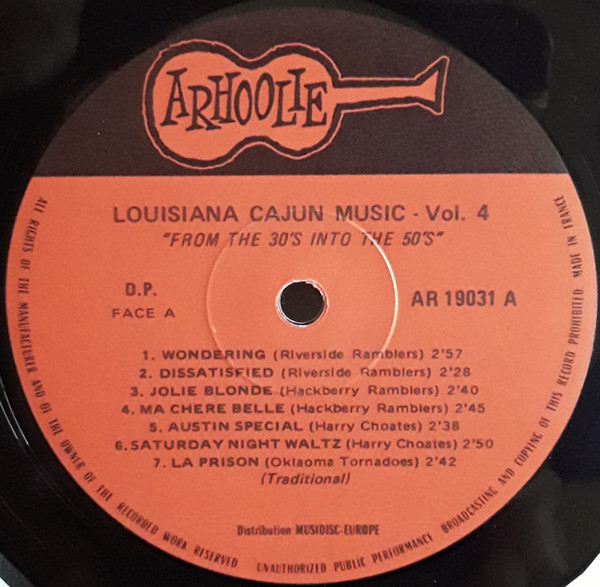 ARHOOLIE
LOUISIANA CAJUN MUSIC - Vol. 4
"FROM THE 30'S INTO THE 50'S"
D.P.
FACE A
AR 19031 A
1. WONDERING (Riverside Ramblers) 2'57
2. DISSATISFIED (Riverside Ramblers) 2'28
3. JOLIE BLONDE (Hackberry Ramblers) 2'40
4. MA CHERE BELLE (Hackberry Ramblers) 2'45
5. AUSTIN SPECIAL (Harry Choates) 2'38
6. SATURDAY NIGHT WALTZ (Harry Choates) 2'50
7. LA PRISON (Oklaoma Tornadoes) 2'42
(Traditional)
Distribution MUSIDISC-EUROPE
ALL RIGHTS OF THE MANUFACTURER AND OF THE OWNER OF THE RECORDED WORK RESERVED UNAUTHORIZED PUBLIC PERFORMANCE BROADCASTING AND COPYING OF THIS RECORD PROHIBITED MADE IN FRANCE